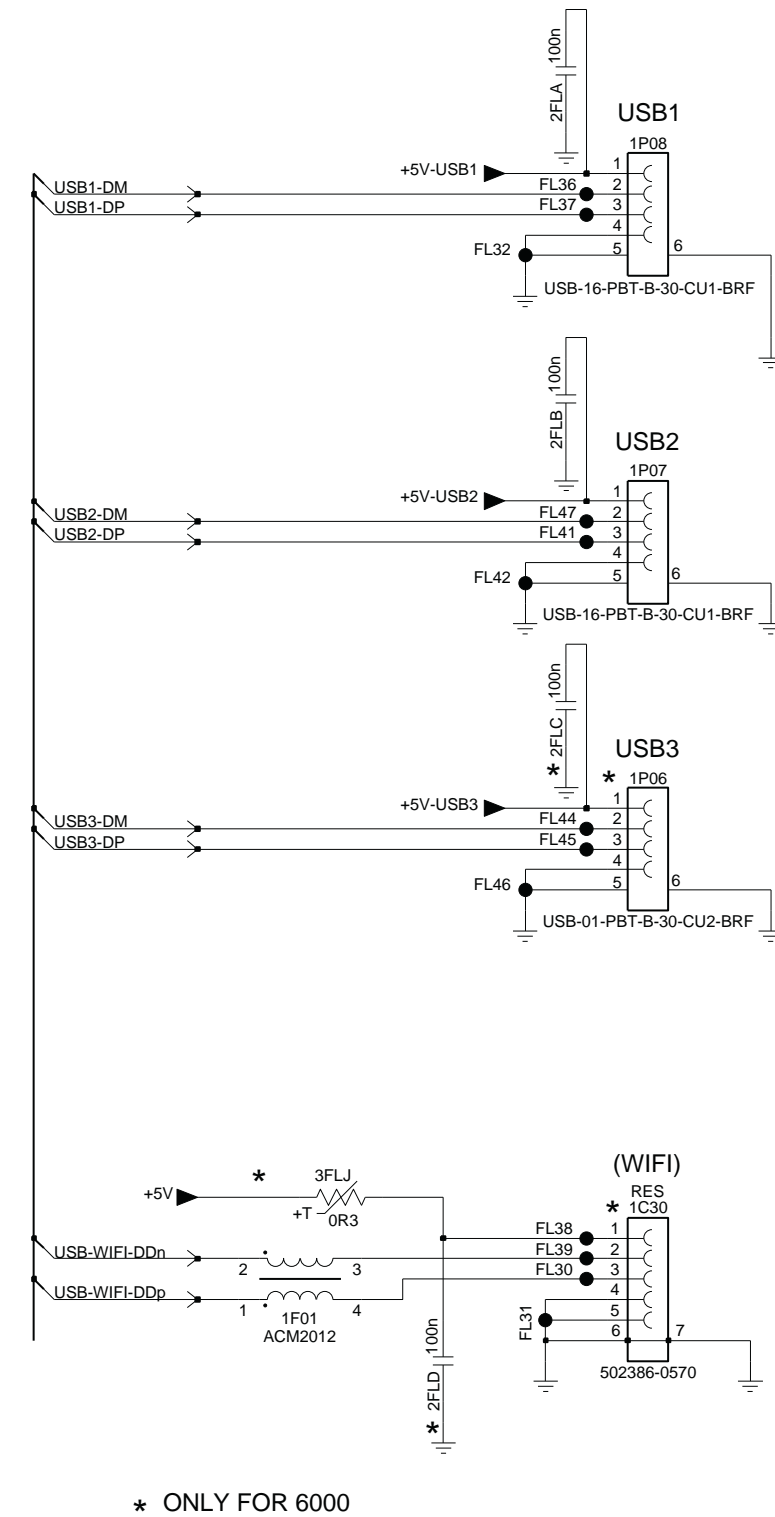 100n
2FLA
USB1
1P08
+5V-USB1
1
USB1-DM
FL36
2
USB1-DP
FL37
3
4
FL32
5
6
USB-16-PBT-B-30-CU1-BRF
100n
2FLB
USB2
1P07
+5V-USB2
1
USB2-DM
FL47
2
USB2-DP
FL41
3
4
FL42
5
6
USB-16-PBT-B-30-CU1-BRF
100n
2FLC
*
USB3
*
1P06
+5V-USB3
1
USB3-DM
FL44
2
USB3-DP
FL45
3
4
FL46
5
6
USB-01-PBT-B-30-CU2-BRF
(WIFI)
RES
* 1C30
+5V
*
3FLJ
+T
0R3
FL38
1
USB-WIFI-DDn
2
3
FL39
2
USB-WIFI-DDp
1
4
FL30
3
4
1F01
ACM2012
FL31
5
6
7
502386-0570
100n
2FLD
*
* ONLY FOR 6000